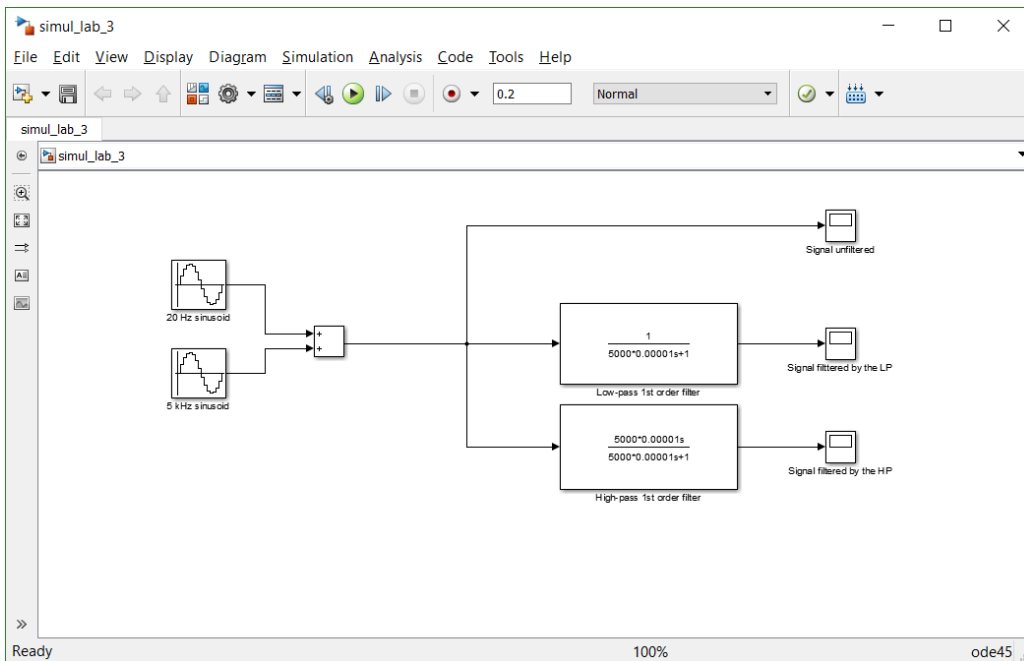 simul_lab_3
File Edit View Display Diagram Simulation Analysis Code Tools Help
0.2 Normal
simul_lab_3
simul_lab_3
Signal unfiltered
20 Hz sinusoid
+
+
5 kHz sinusoid
1
5000*0.00001s+1
Low-pass 1st order filter
Signal filttered by the LP
5000*0.00001s
5000*0.00001s+1
High-pass 1st order filter
Signal filtered by the HP
Ready 100% ode45